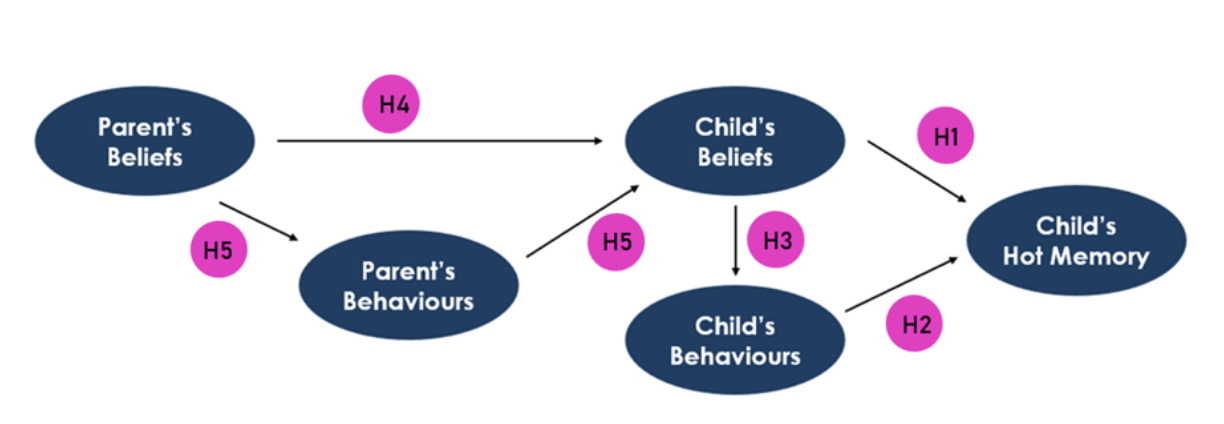 H4
Parent's
Beliefs
Child's
Beliefs
H1
H5
Parent's
Behaviours
H5
H3
Child's
Hot Memory
Child's
Behaviours
H2